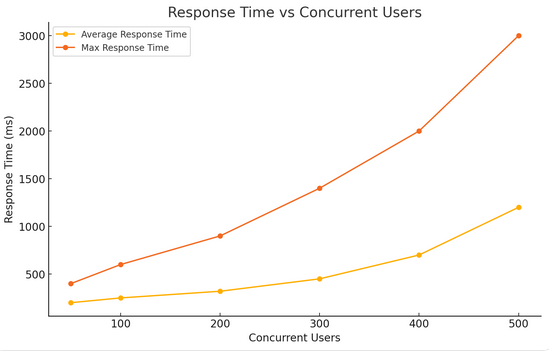 Response Time vs Concurrent Users
Average Response Time
Max Response Time
Response Time (ms)
3000
2500
2000
1500
1000
500
100 200 300 400 500
Concurrent Users